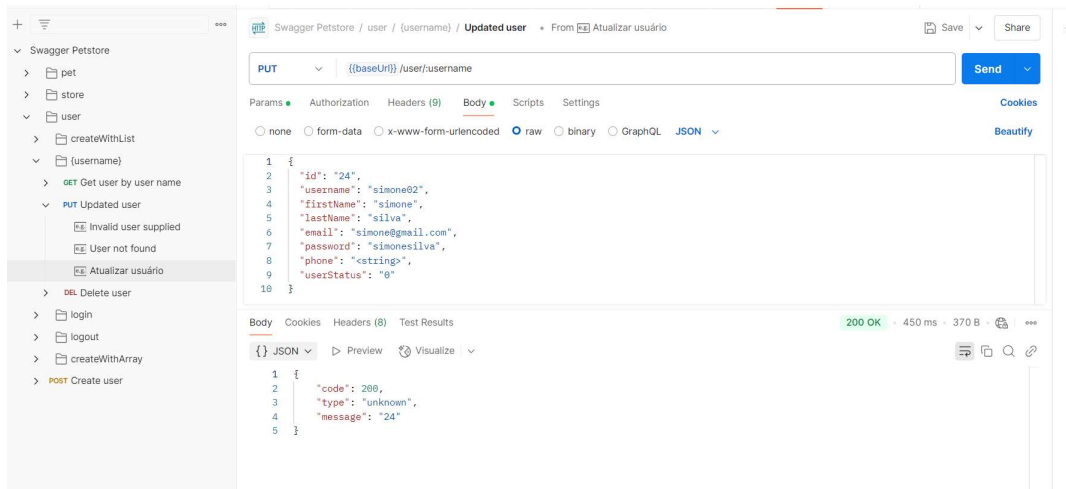 Swagger Petstore
pet
store
user
createWithList
{username}
GET Get user by user name
PUT Updated user
e.g. Invalid user supplied
e.g. User not found
e.g. Atualizar usuário
DEL Delete user
login
logout
createWithArray
POST Create user
HTTP Swagger Petstore / user / {username} / Updated user From e.g. Atualizar usuário
Save Share
PUT {{baseUrl}} /user/:username Send
Params Authorization Headers (9) Body Scripts Settings Cookies
none form-data x-www-form-urlencoded raw binary GraphQL JSON Beautify
1 {
2 "id": "24",
3 "username": "simone02",
4 "firstName": "simone",
5 "lastName": "silva",
6 "email": "simone@gmail.com",
7 "password": "simonesilva",
8 "phone": "<string>",
9 "userStatus": "0"
10 }
Body Cookies Headers (8) Test Results 200 OK 450 ms 370 B
{} JSON Preview Visualize
1 {
2 "code": 200,
3 "type": "unknown",
4 "message": "24"
5 }